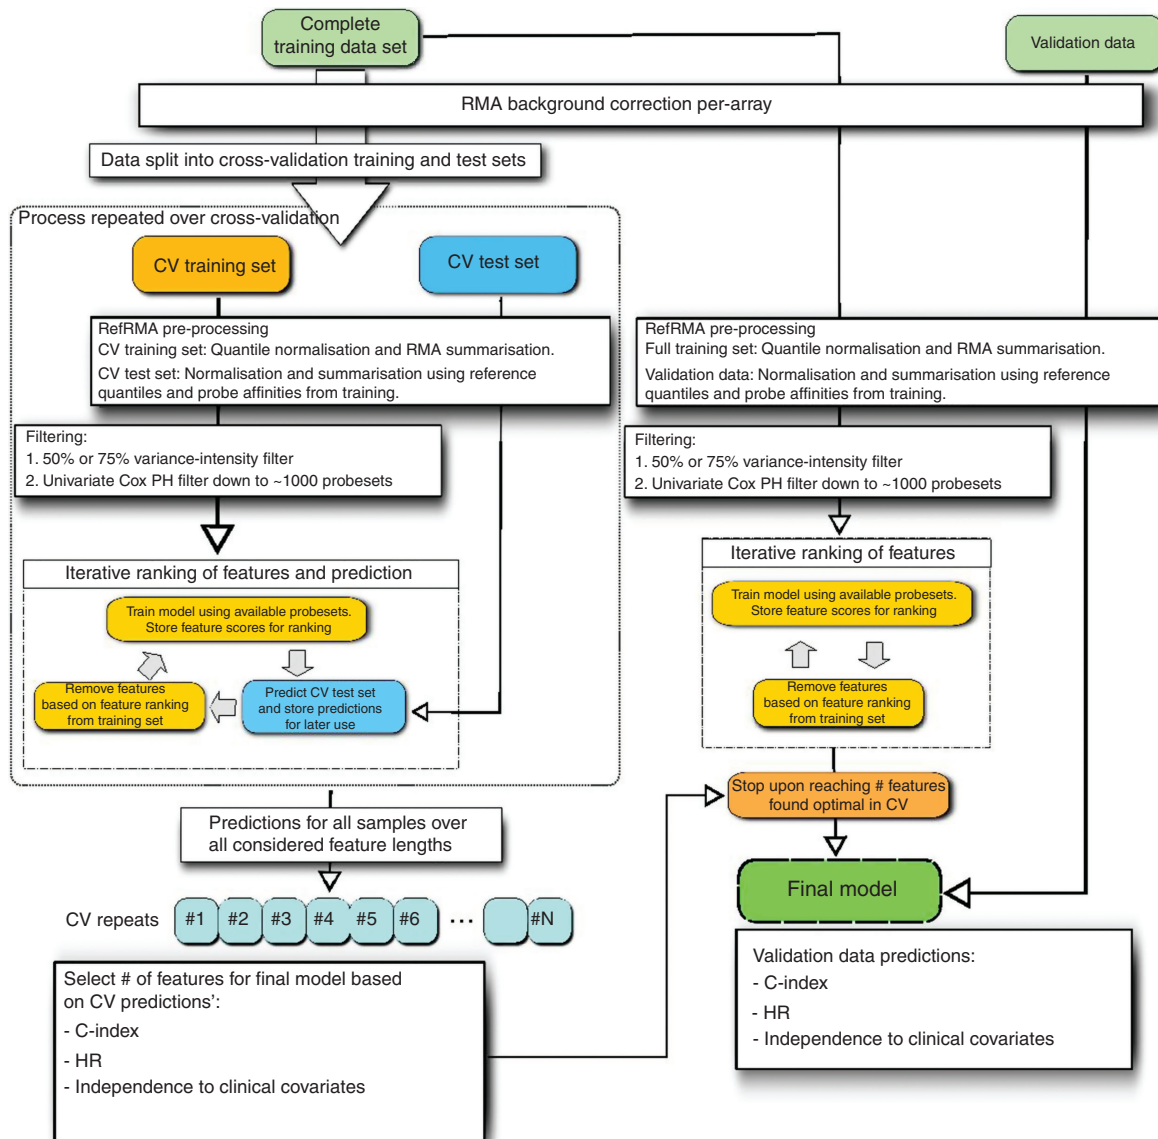 Complete
training data set
Validation data
RMA background correction per-array
Data split into cross-validation training and test sets
Process repeated over cross-validation
CV training set
CV test set
RefRMA pre-processing
CV training set: Quantile normalisation and RMA summarisation.
CV test set: Normalisation and summarisation using reference
quantiles and probe affinities from training.
Filtering:
1. 50% or 75% variance-intensity filter
2. Univariate Cox PH filter down to ~1000 probesets
Iterative ranking of features and prediction
Train model using available probesets.
Store feature scores for ranking
Remove features
based on feature ranking
from training set
Predict CV test set
and store predictions
for later use
Predictions for all samples over
all considered feature lengths
CV repeats
#1 #2 #3 #4 #5 #6 ... #N
Select # of features for final model based
on CV predictions':
- C-index
- HR
- Independence to clinical covariates
RefRMA pre-processing
Full training set: Quantile normalisation and RMA summarisation.
Validation data: Normalisation and summarisation using reference
quantiles and probe affinities from training.
Filtering:
1. 50% or 75% variance-intensity filter
2. Univariate Cox PH filter down to ~1000 probesets
Iterative ranking of features
Train model using available probesets.
Store feature scores for ranking
Remove features
based on feature ranking
from training set
Stop upon reaching # features
found optimal in CV
Final model
Validation data predictions:
- C-index
- HR
- Independence to clinical covariates